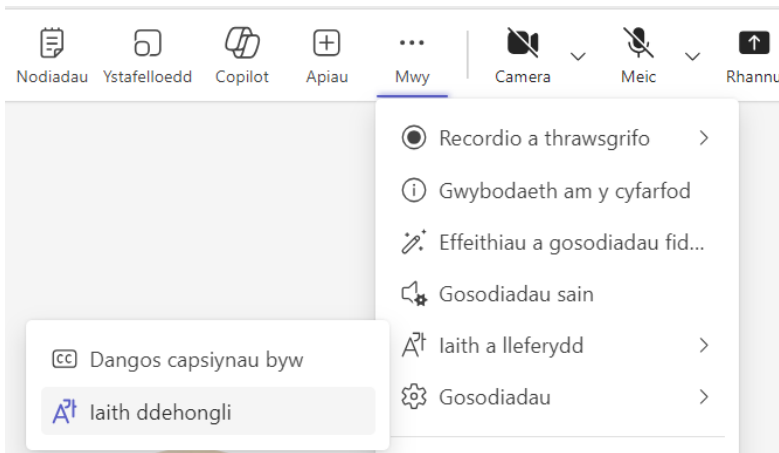 Nodiadau Ystafelloedd Copilot Apiau Mwy Camera Meic Rhannu
Recordio a thrawsgrifo
Gwybodaeth am y cyfarfod
Effeithiau a gosodiadau fid...
Gosodiadau sain
Iaith a lleferydd
Gosodiadau
CC Dangos capsiynau byw
Iaith ddehongli